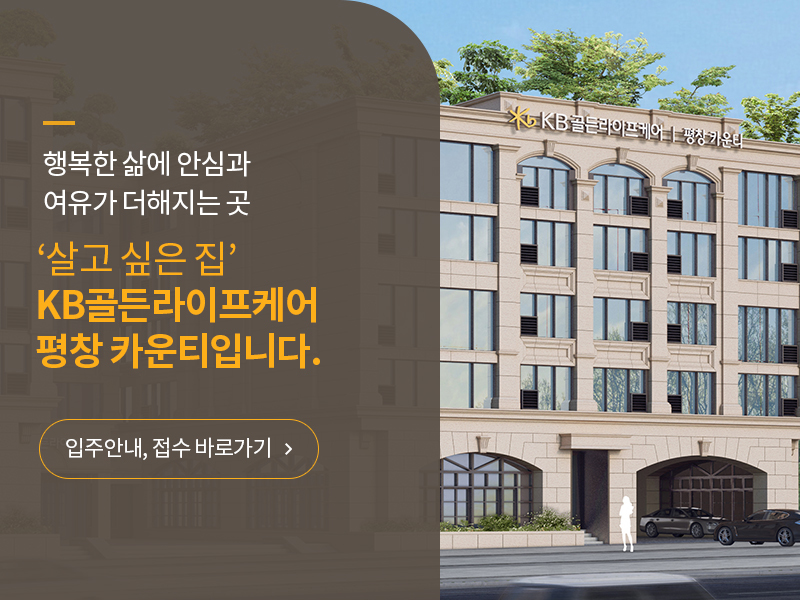 행복한 삶에 안심과
여유가 더해지는 곳
‘살고 싶은 집’
KB골든라이프케어
평창 카운티입니다.
입주안내, 접수 바로가기 >
KB골든라이프케어 | 평창 카운티